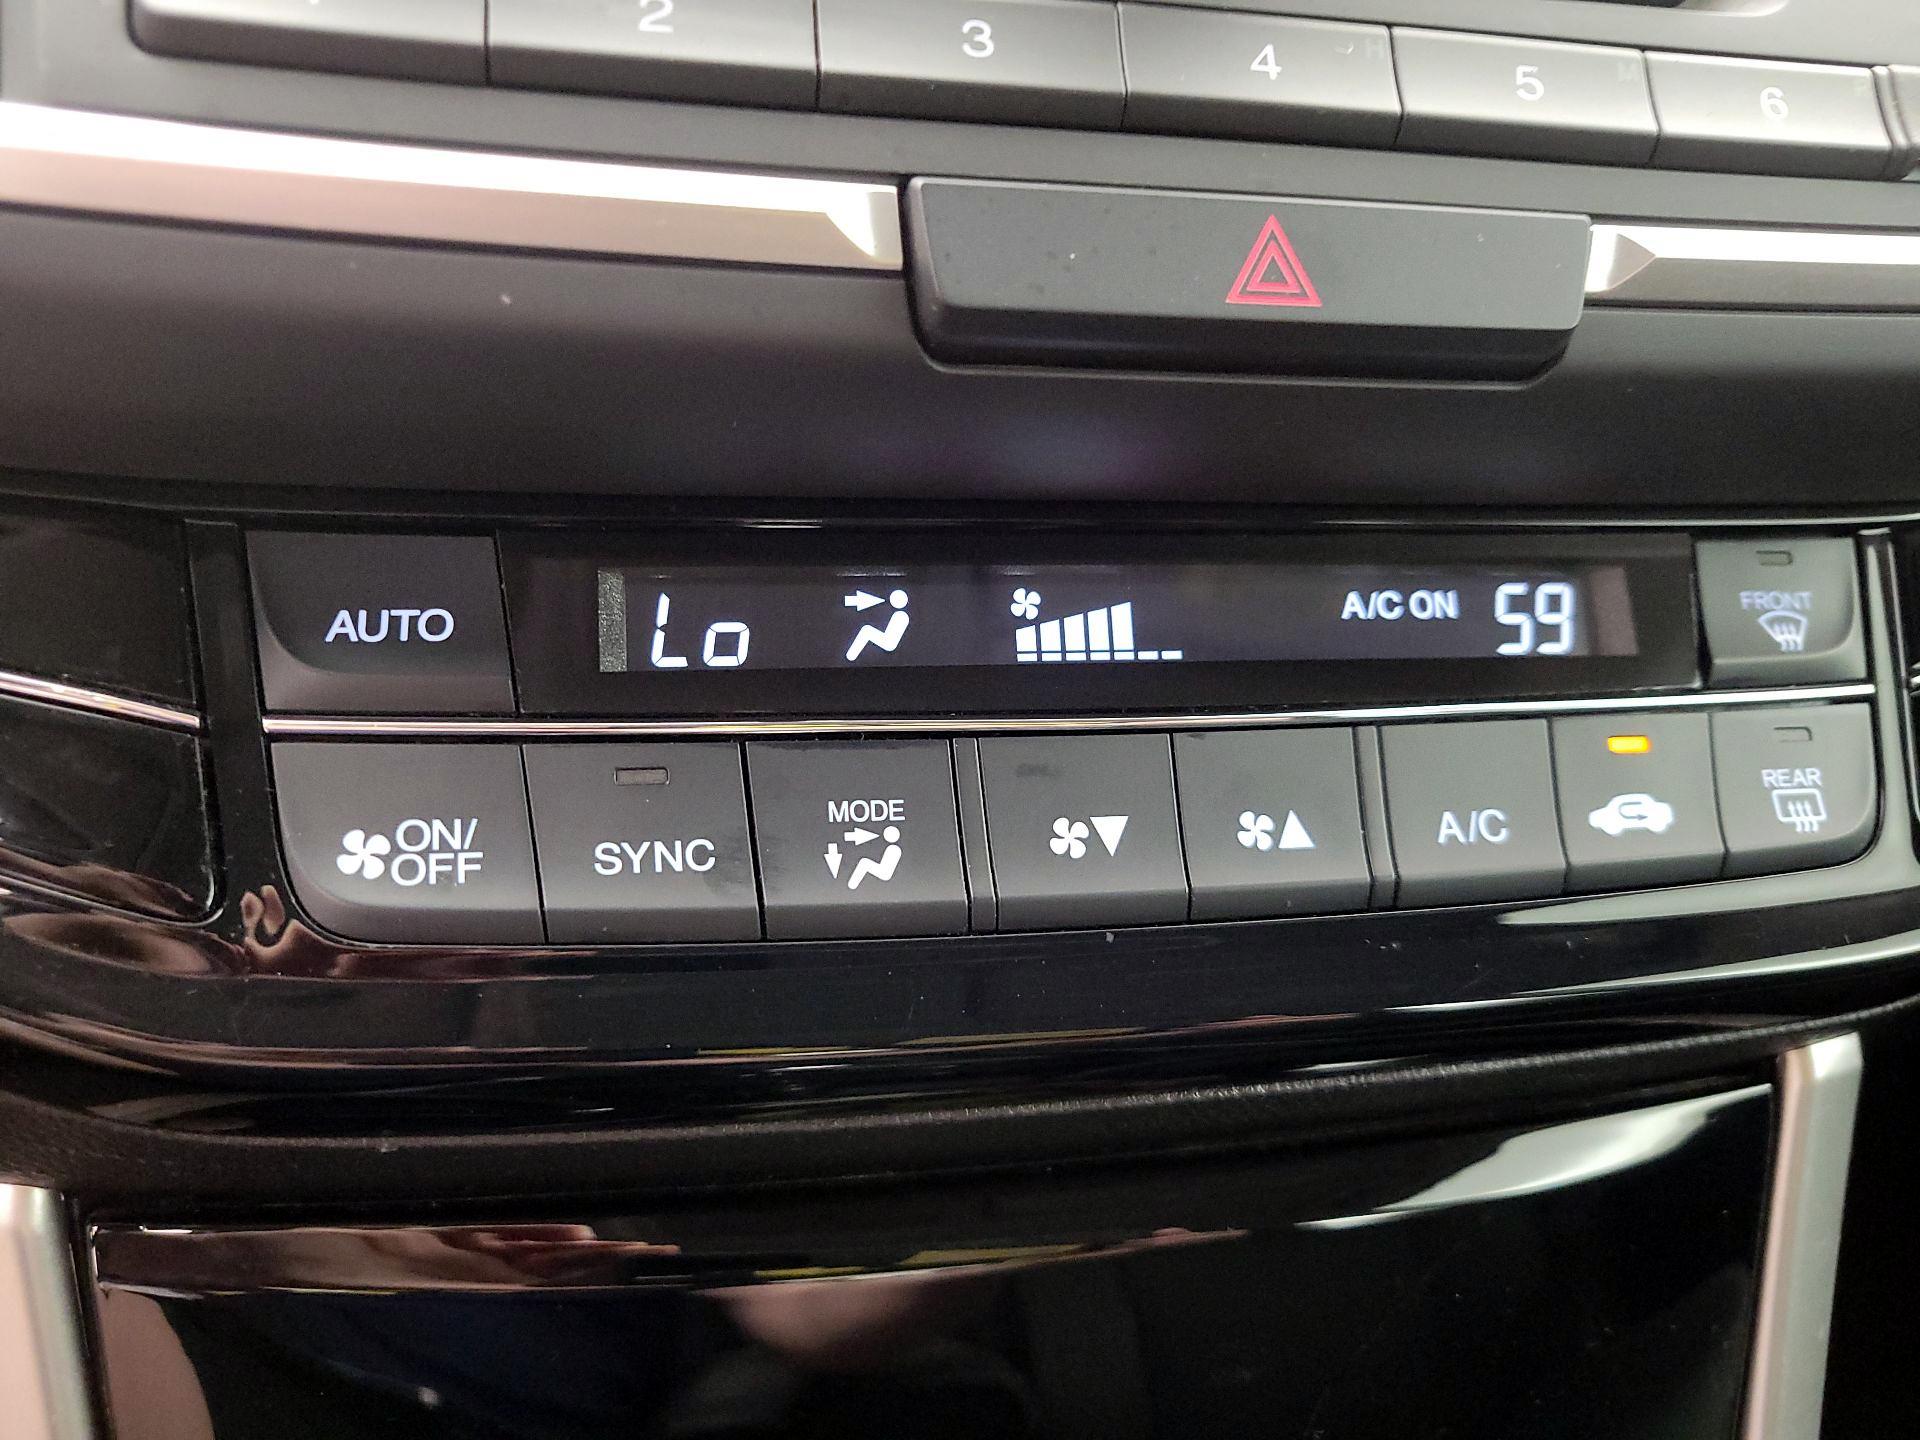 2
3
4
5
6
AUTO
Lo
A/C ON
59
FRONT
ON/
OFF
SYNC
MODE
A/C
REAR